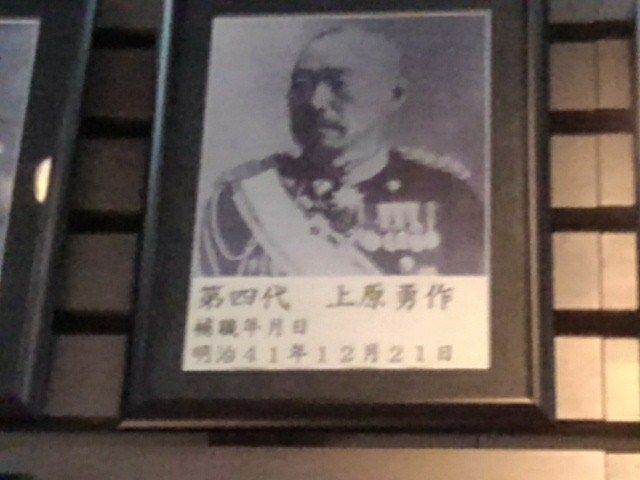 第四代　上原勇作
補職年月日
明治４１年１２月２１日